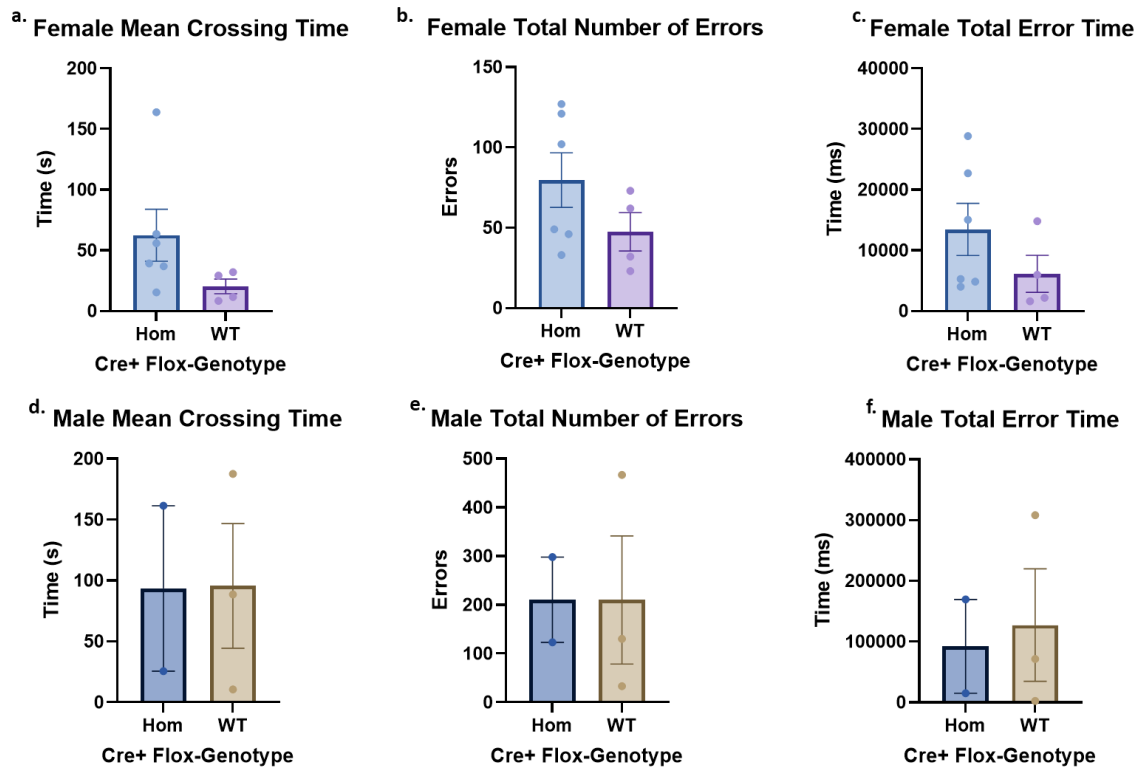 a. Female Mean Crossing Time
200
150
100
50
0
Time (s)
Hom WT
Cre+ Flox-Genotype
b. Female Total Number of Errors
150
100
50
0
Errors
Hom WT
Cre+ Flox-Genotype
c. Female Total Error Time
40000
30000
20000
10000
0
Time (ms)
Hom WT
Cre+ Flox-Genotype
d. Male Mean Crossing Time
200
150
100
50
0
Time (s)
Hom WT
Cre+ Flox-Genotype
e. Male Total Number of Errors
500
400
300
200
100
0
Errors
Hom WT
Cre+ Flox-Genotype
f. Male Total Error Time
400000
300000
200000
100000
0
Time (ms)
Hom WT
Cre+ Flox-Genotype